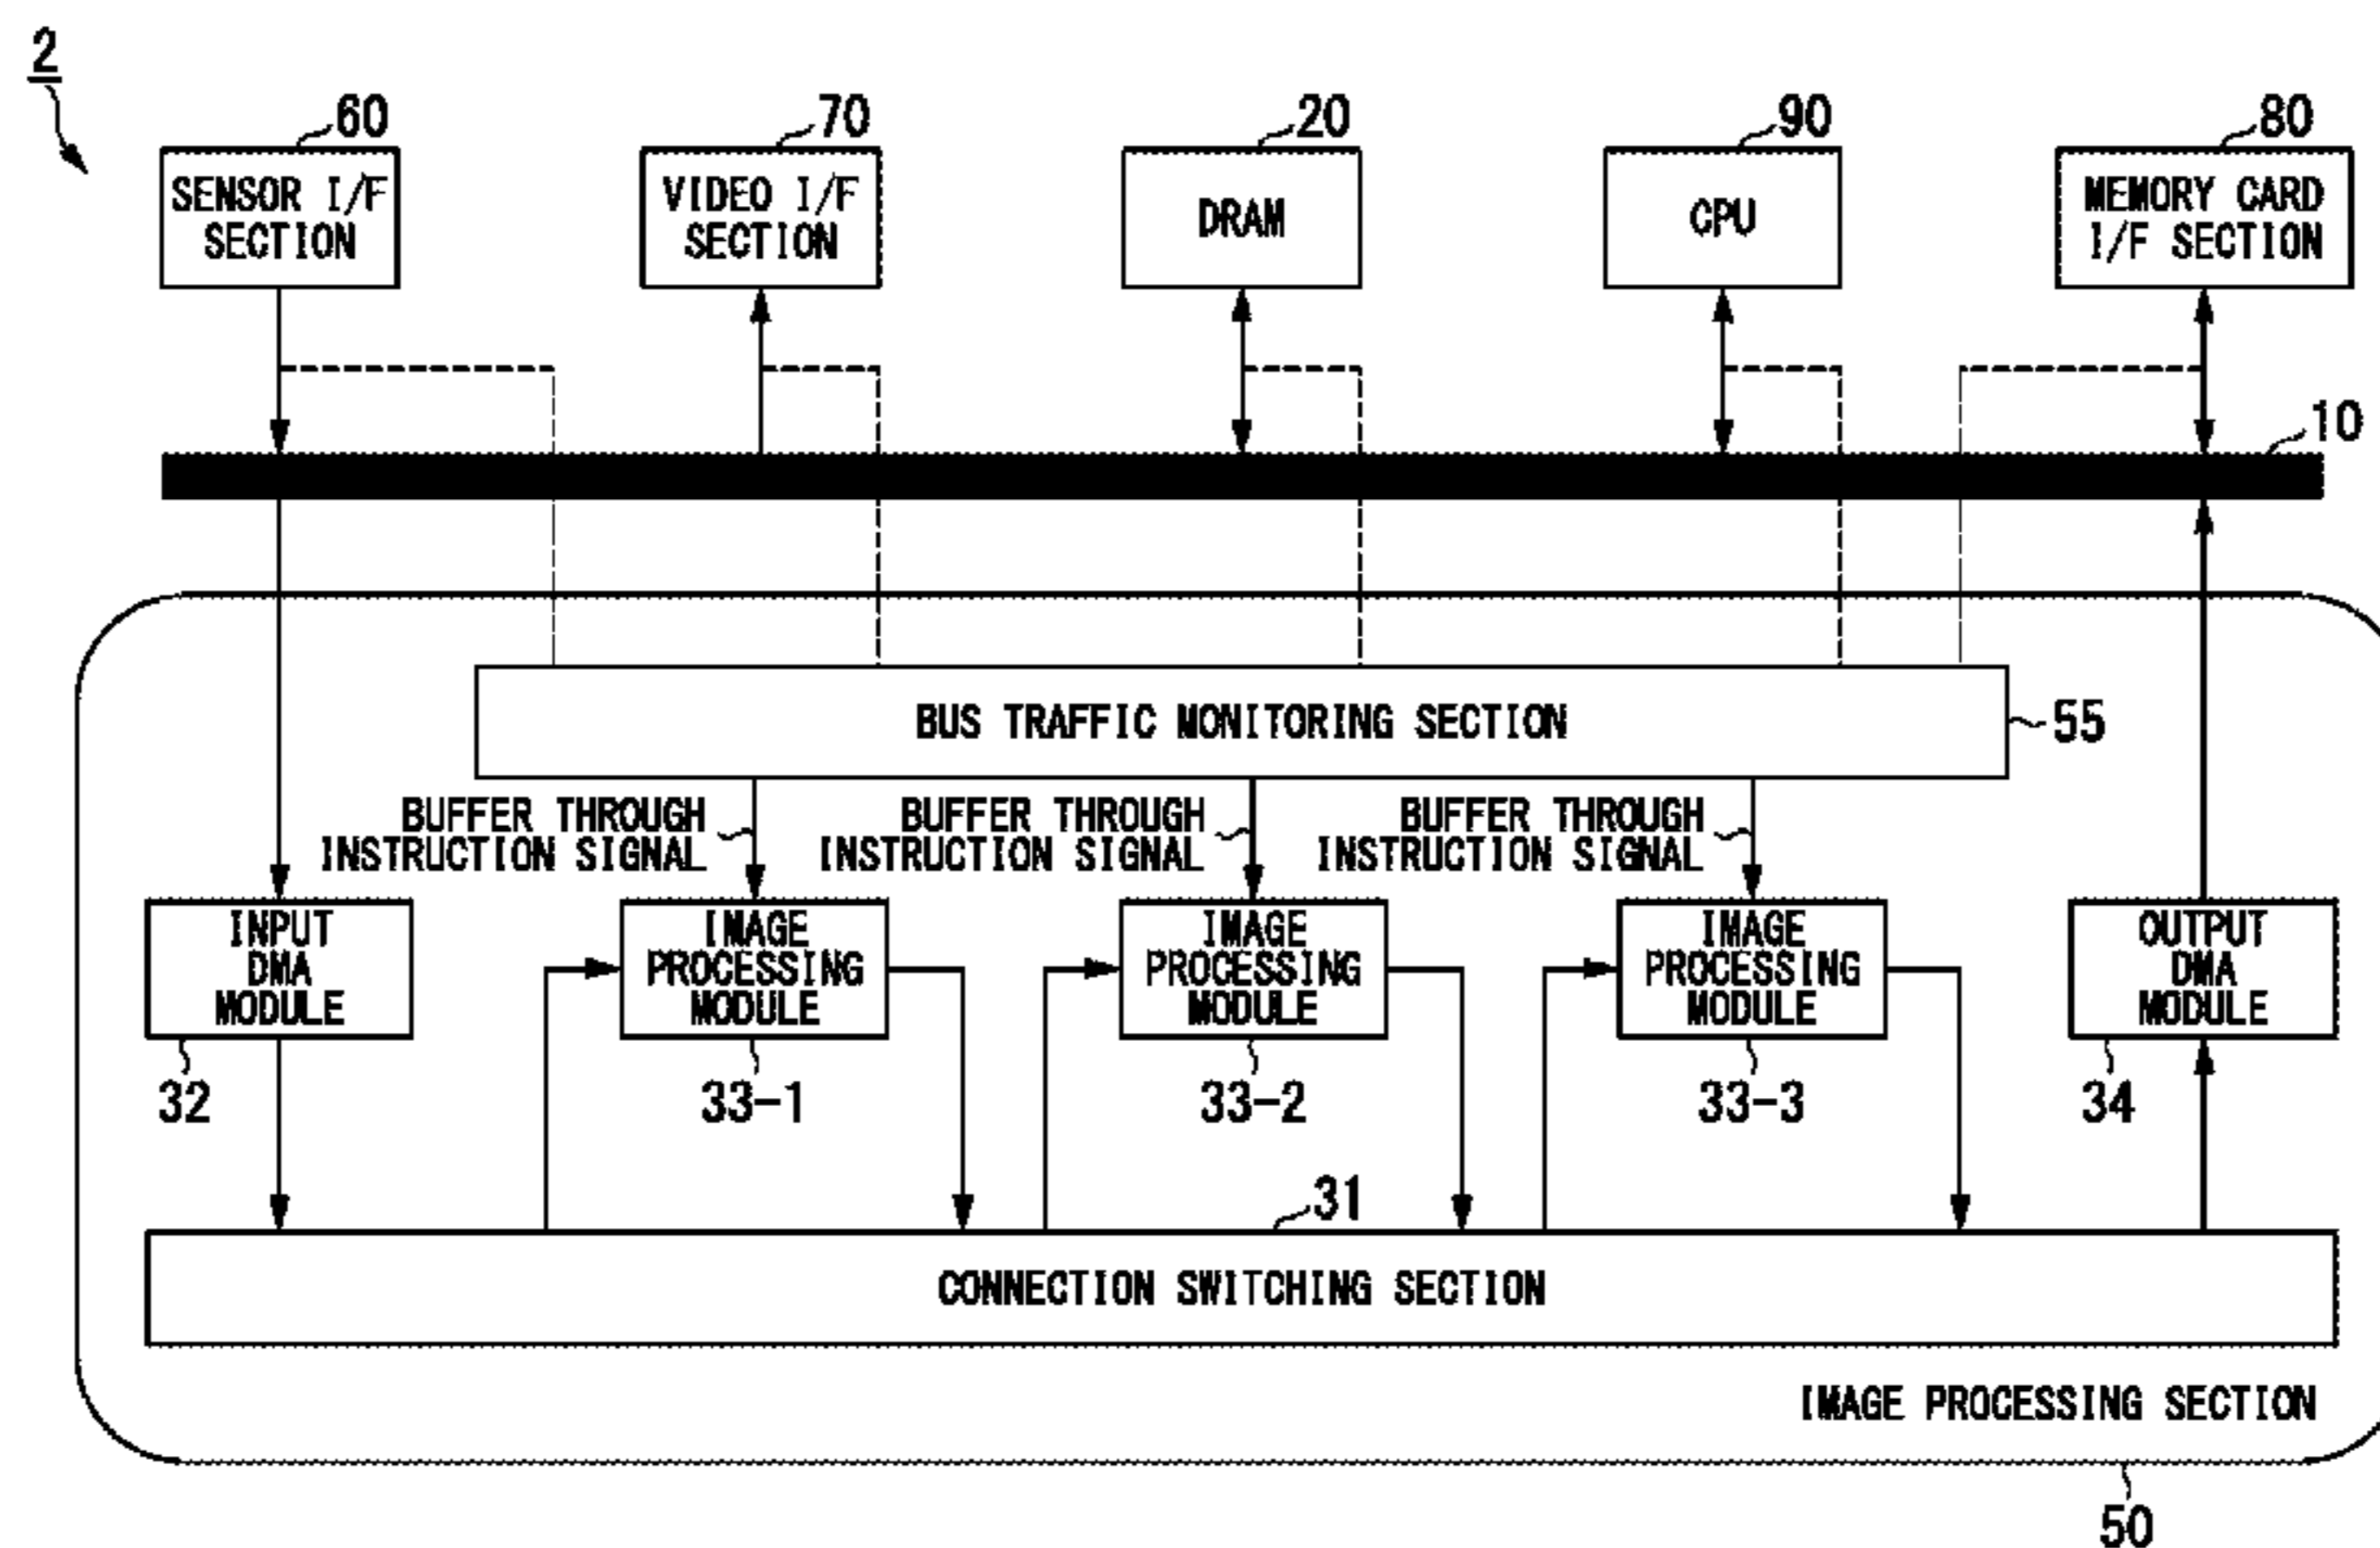 2
60
70
20
90
80
SENSOR I/F
SECTION
VIDEO I/F
SECTION
DRAM
CPU
MEMORY CARD
I/F SECTION
10
BUS TRAFFIC MONITORING SECTION
55
BUFFER THROUGH
INSTRUCTION SIGNAL
BUFFER THROUGH
INSTRUCTION SIGNAL
BUFFER THROUGH
INSTRUCTION SIGNAL
INPUT
DMA
MODULE
IMAGE
PROCESSING
MODULE
IMAGE
PROCESSING
MODULE
IMAGE
PROCESSING
MODULE
OUTPUT
DMA
MODULE
32
33-1
33-2
33-3
34
31
CONNECTION SWITCHING SECTION
IMAGE PROCESSING SECTION
50